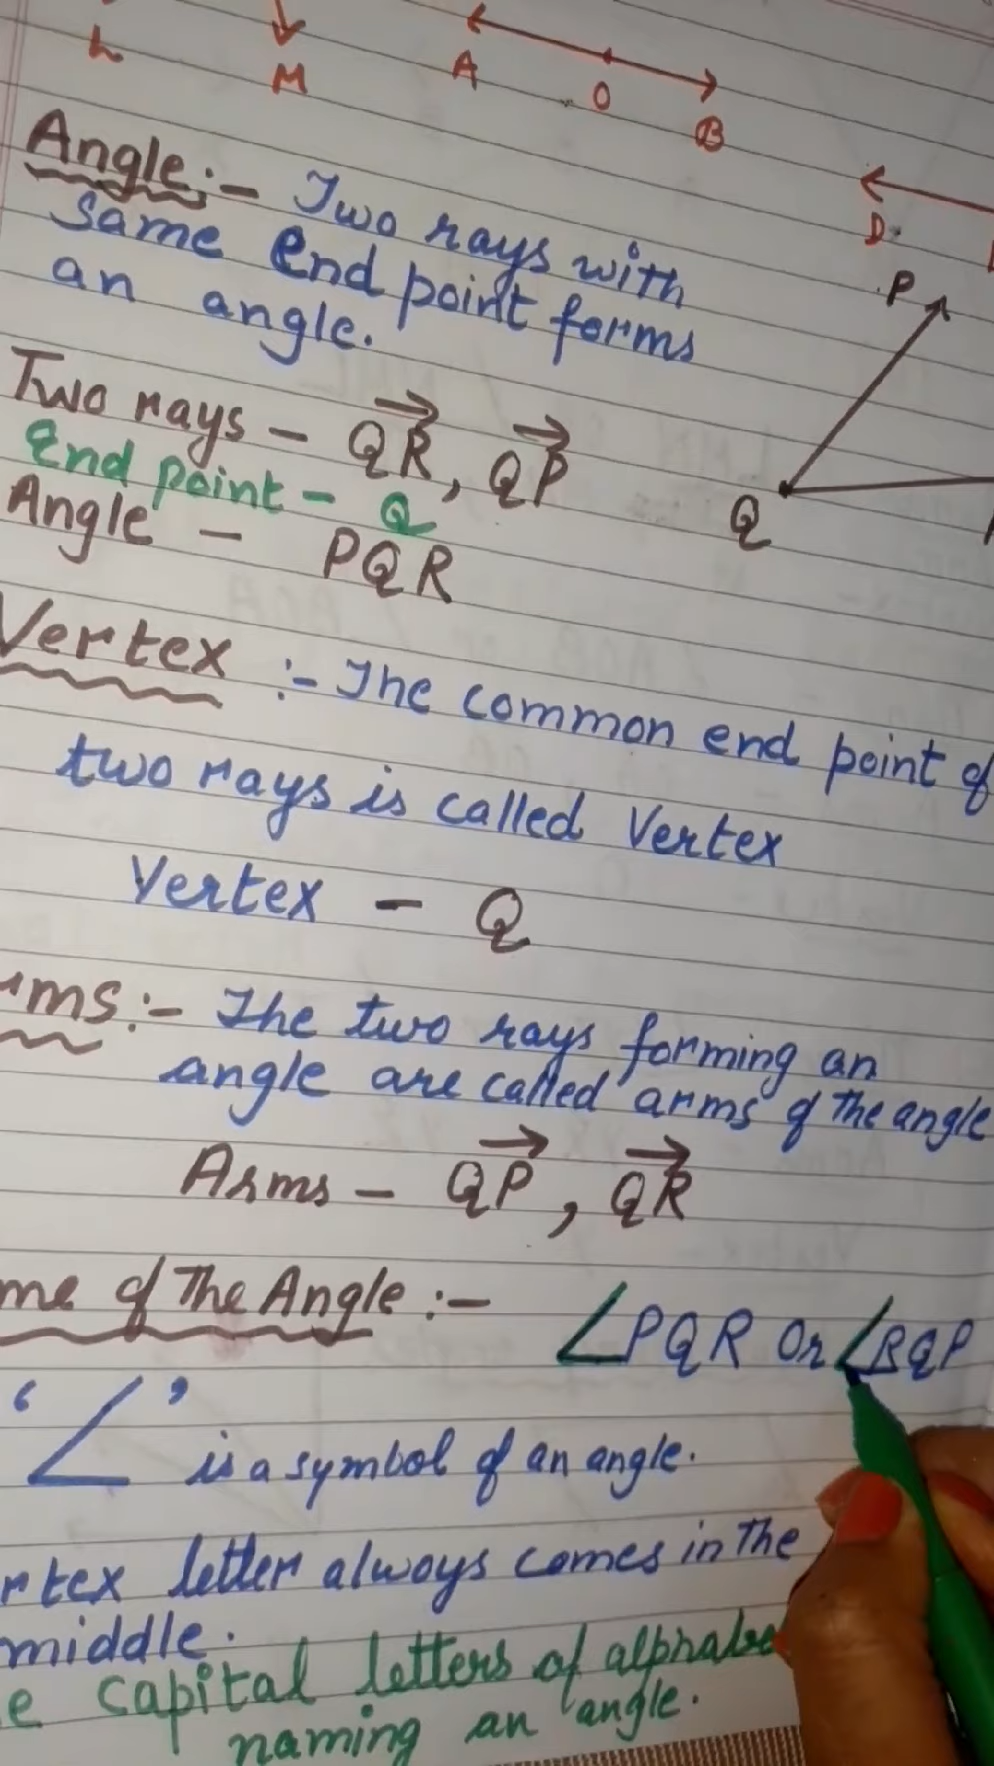 L
M
A
O
B
D
Angle :- Two rays with
same end point forms
an angle.
P
Q
Two rays - QR, QP
End point - Q
Angle - PQR
Vertex :- The common end point of
two rays is called Vertex
Vertex - Q
rms :- The two rays forming an
angle are called arms of the angle
Arms - QP, QR
me of The Angle :- ∠PQR Or ∠RQP
‘∠’ is a symbol of an angle.
rtex letter always comes in the
middle.
e capital letters of alphabe
naming an angle.